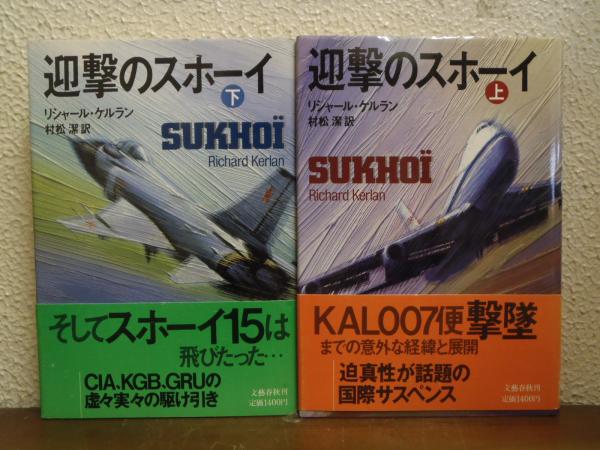 迎撃のスホーイ
下
リシャール・ケルラン
村松 潔訳
SUKHOÏ
Richard Kerlan
そしてスホーイ15は
飛びたった…
CIA、KGB、GRUの
虚々実々の駆け引き
文藝春秋刊
定価1400円
迎撃のスホーイ
上
リシャール・ケルラン
村松 潔訳
SUKHOÏ
Richard Kerlan
KAL007便撃墜
までの意外な経緯と展開
迫真性が話題の
国際サスペンス
文藝春秋刊
定価1400円